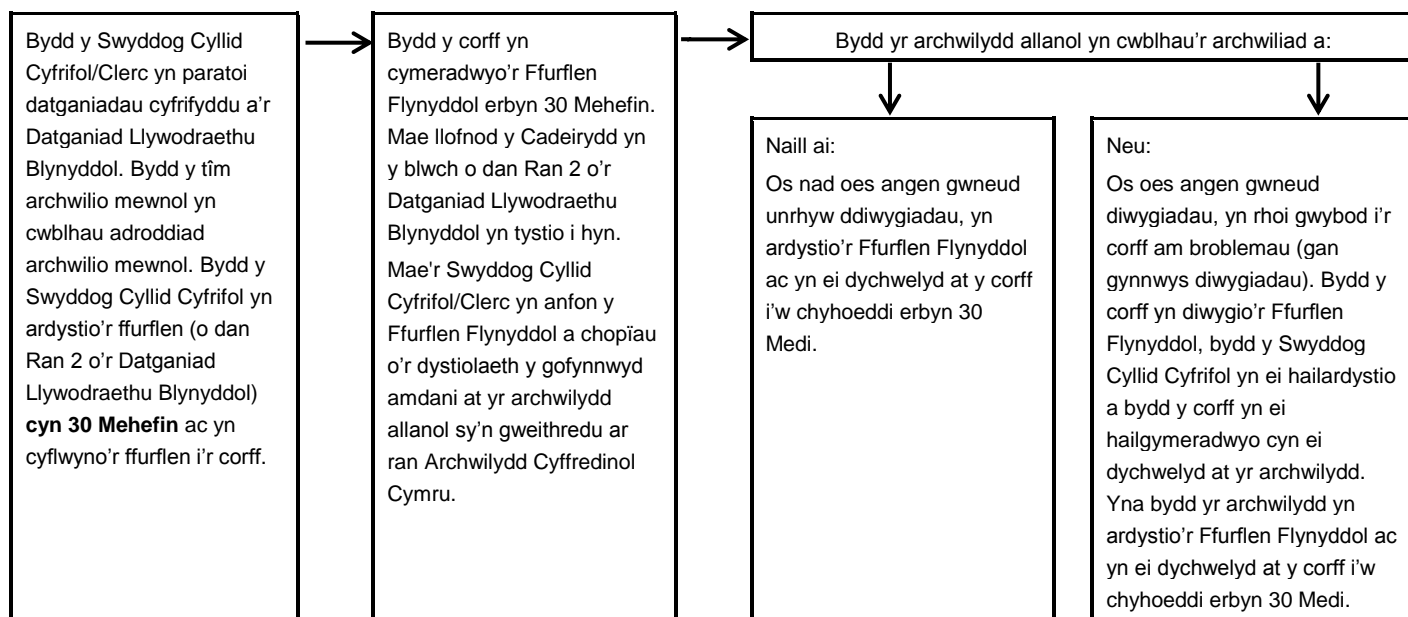 Bydd y Swyddog Cyllid
Cyfrifol/Clerc yn paratoi
datganiadau cyfrifyddu a'r
Datganiad Llywodraethu
Blynyddol. Bydd y tîm
archwilio mewnol yn
cwblhau adroddiad
archwilio mewnol. Bydd y
Swyddog Cyllid Cyfrifol yn
ardystio'r ffurflen (o dan
Ran 2 o'r Datganiad
Llywodraethu Blynyddol)
cyn 30 Mehefin ac yn
cyflwyno'r ffurflen i'r corff.
Bydd y corff yn
cymeradwyo'r Ffurflen
Flynyddol erbyn 30 Mehefin.
Mae llofnod y Cadeirydd yn
y blwch o dan Ran 2 o'r
Datganiad Llywodraethu
Blynyddol yn tystio i hyn.
Mae'r Swyddog Cyllid
Cyfrifol/Clerc yn anfon y
Ffurflen Flynyddol a chopïau
o'r dystiolaeth y gofynnwyd
amdani at yr archwilydd
allanol sy'n gweithredu ar
ran Archwilydd Cyffredinol
Cymru.
Bydd yr archwilydd allanol yn cwblhau'r archwiliad a:
Naill ai:
Os nad oes angen gwneud
unrhyw ddiwygiadau, yn
ardystio'r Ffurflen Flynyddol
ac yn ei dychwelyd at y corff
i'w chyhoeddi erbyn 30
Medi.
Neu:
Os oes angen gwneud
diwygiadau, yn rhoi gwybod i'r
corff am broblemau (gan
gynnwys diwygiadau). Bydd y
corff yn diwygio'r Ffurflen
Flynyddol, bydd y Swyddog
Cyllid Cyfrifol yn ei hailardystio
a bydd y corff yn ei
hailgymeradwyo cyn ei
dychwelyd at yr archwilydd.
Yna bydd yr archwilydd yn
ardystio'r Ffurflen Flynyddol ac
yn ei dychwelyd at y corff i'w
chyhoeddi erbyn 30 Medi.